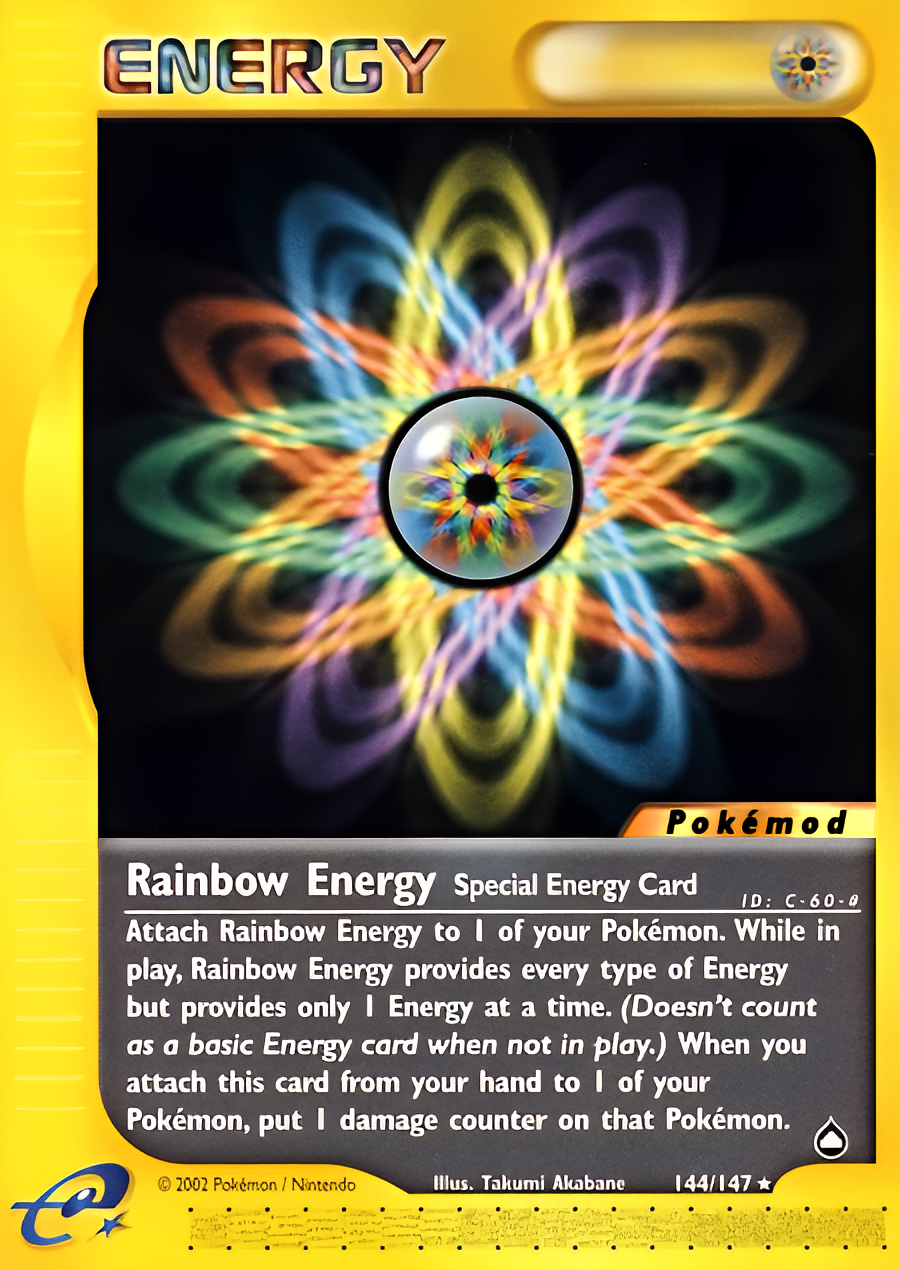 ENERGY
Pokémod
Rainbow Energy Special Energy Card
ID: C-60-0
Attach Rainbow Energy to 1 of your Pokémon. While in
play, Rainbow Energy provides every type of Energy
but provides only 1 Energy at a time. (Doesn't count
as a basic Energy card when not in play.) When you
attach this card from your hand to 1 of your
Pokémon, put 1 damage counter on that Pokémon.
© 2002 Pokémon / Nintendo Illus. Takumi Akabane 144/147 ★
e